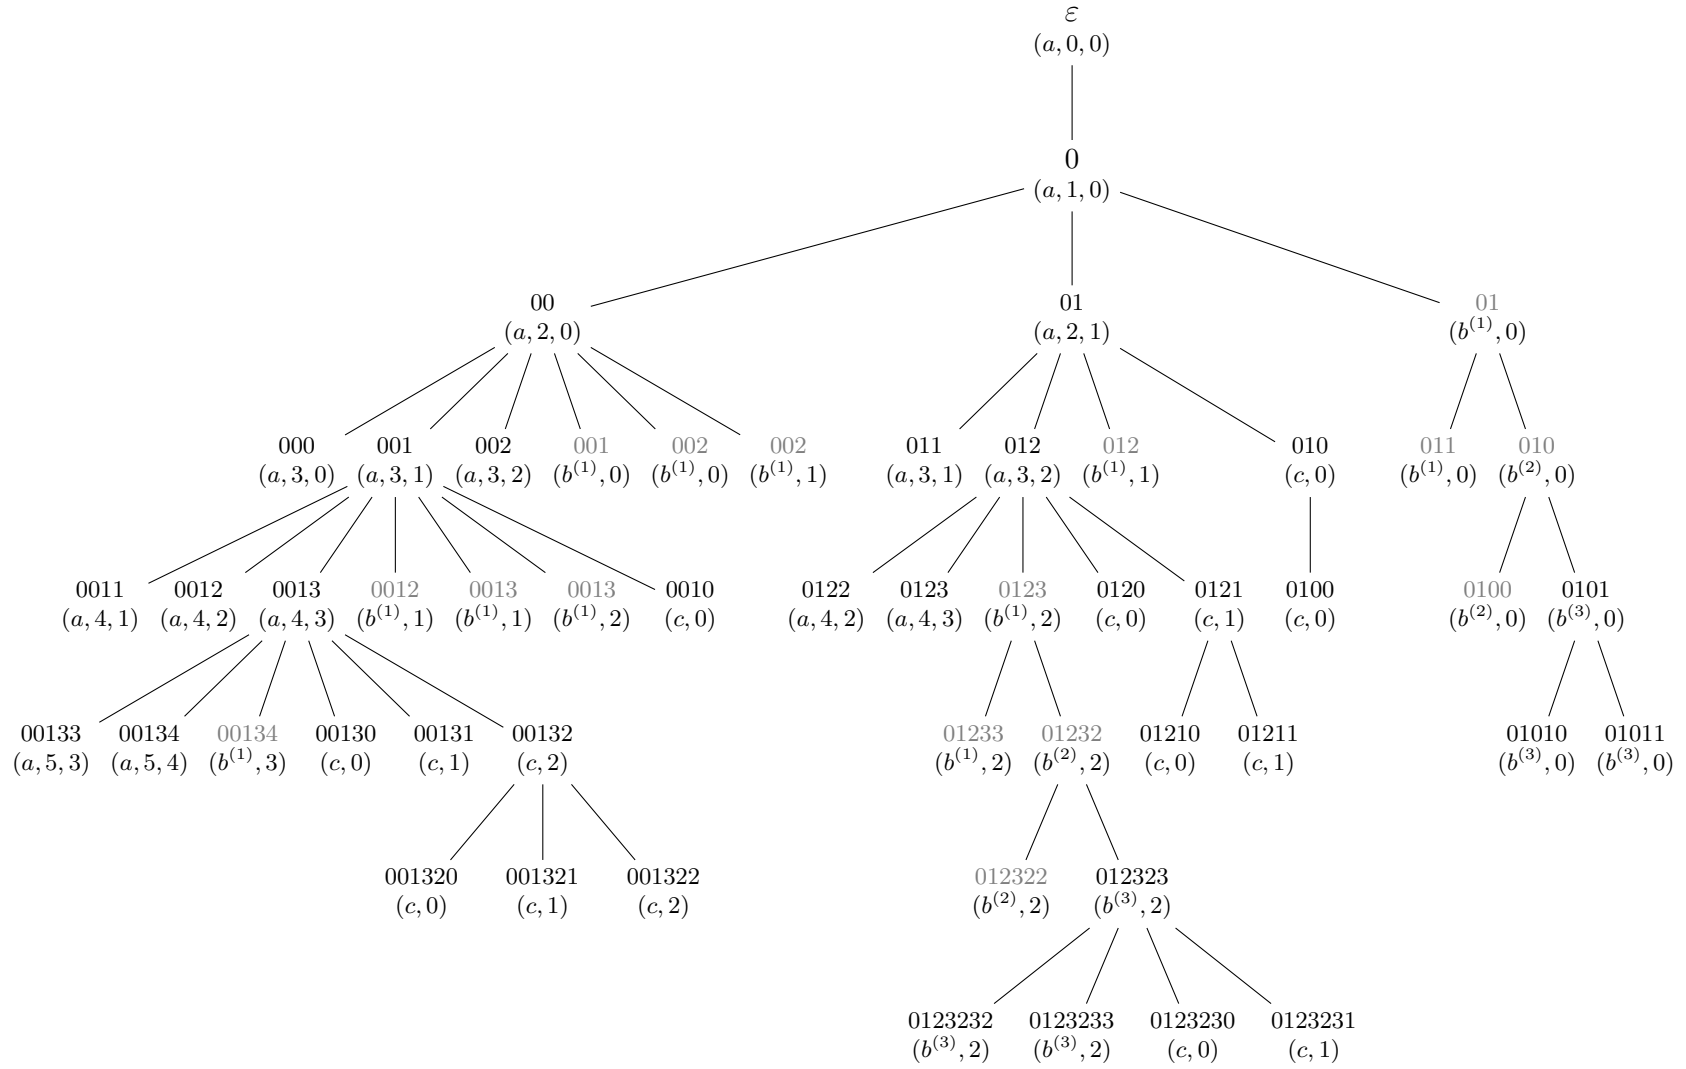 ε
(a, 0, 0)
0
(a, 1, 0)
00 01 01
(a, 2, 0) (a, 2, 1) (b^(1), 0)
000 001 002 001 002 002 011 012 012 010 011 010
(a, 3, 0) (a, 3, 1) (a, 3, 2) (b^(1), 0) (b^(1), 0) (b^(1), 1) (a, 3, 1) (a, 3, 2) (b^(1), 1) (c, 0) (b^(1), 0) (b^(2), 0)
0011 0012 0013 0012 0013 0013 0010 0122 0123 0123 0120 0121 0100 0100 0101
(a, 4, 1) (a, 4, 2) (a, 4, 3) (b^(1), 1) (b^(1), 1) (b^(1), 2) (c, 0) (a, 4, 2) (a, 4, 3) (b^(1), 2) (c, 0) (c, 1) (c, 0) (b^(2), 0) (b^(3), 0)
00133 00134 00134 00130 00131 00132 01233 01232 01210 01211 01010 01011
(a, 5, 3) (a, 5, 4) (b^(1), 3) (c, 0) (c, 1) (c, 2) (b^(1), 2) (b^(2), 2) (c, 0) (c, 1) (b^(3), 0) (b^(3), 0)
001320 001321 001322 012322 012323
(c, 0) (c, 1) (c, 2) (b^(2), 2) (b^(3), 2)
0123232 0123233 0123230 0123231
(b^(3), 2) (b^(3), 2) (c, 0) (c, 1)